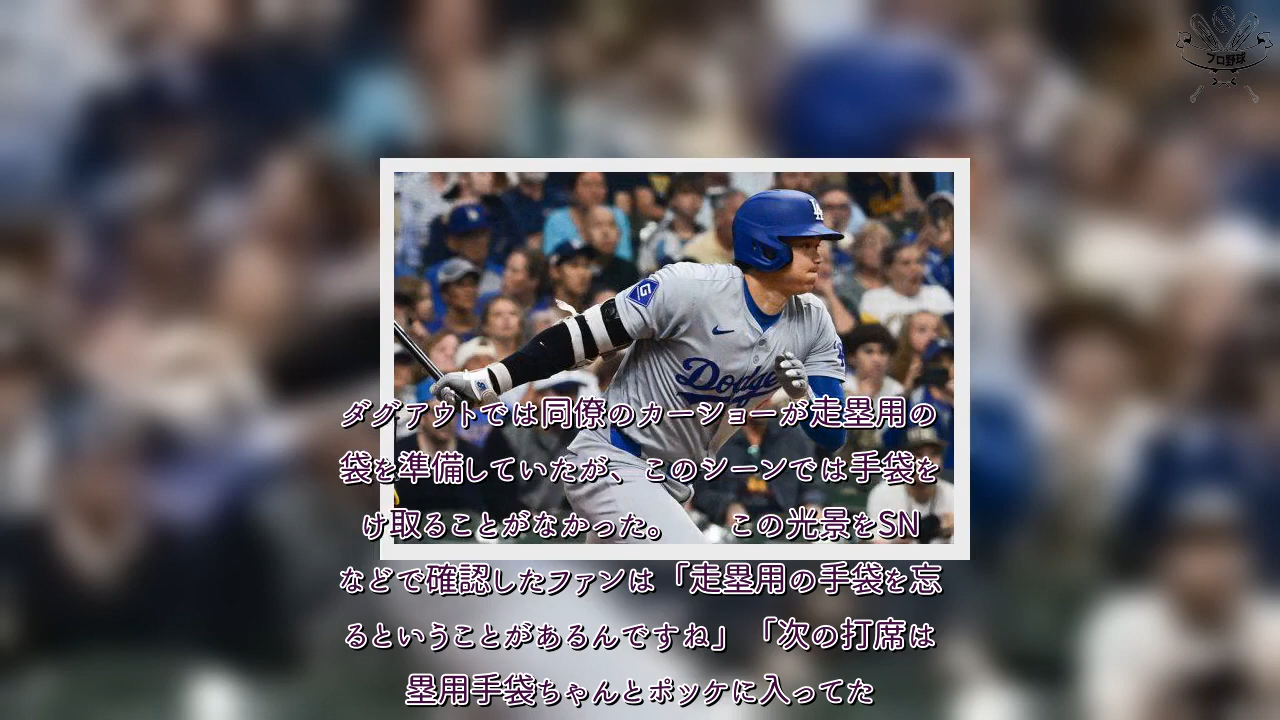 プロ野球
LA
G
Dodge
ダグアウトでは同僚のカーショーが走塁用の
袋を準備していたが、このシーンでは手袋を
け取ることがなかった。　　この光景をSN
などで確認したファンは「走塁用の手袋を忘
るということがあるんですね」「次の打席は
塁用手袋ちゃんとポッケに入ってた